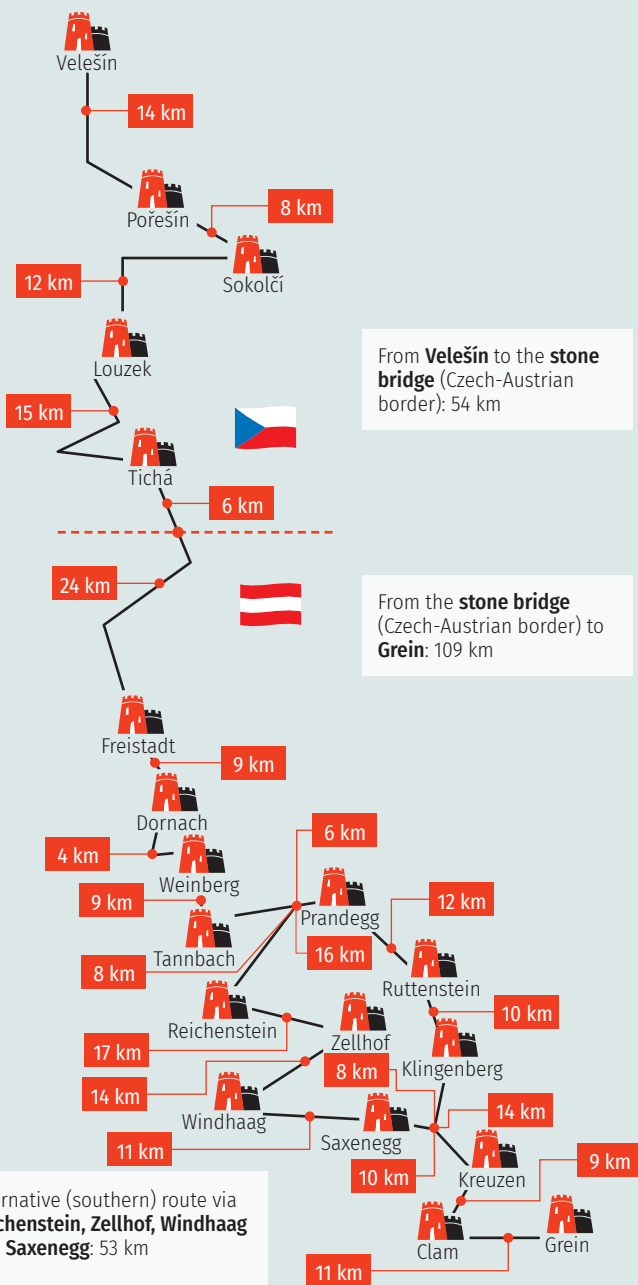 Velešín
14 km
Pořešín
8 km
Sokolčí
12 km
Louzek
From Velešín to the stone
bridge (Czech-Austrian
border): 54 km
15 km
Tichá
6 km
24 km
From the stone bridge
(Czech-Austrian border) to
Grein: 109 km
Freistadt
9 km
Dornach
4 km
Weinberg
6 km
9 km
Prandegg
12 km
Tannbach
16 km
8 km
Ruttenstein
Reichenstein
10 km
17 km
Zellhof
Klingenberg
8 km
14 km
Windhaag
14 km
Saxenegg
11 km
10 km
Kreuzen
9 km
Clam
Grein
11 km
rnative (southern) route via
chenstein, Zellhof, Windhaag
Saxenegg: 53 km